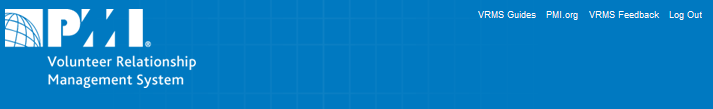 VRMS Guides PMI.org VRMS Feedback Log Out
PMI®
Volunteer Relationship
Management System